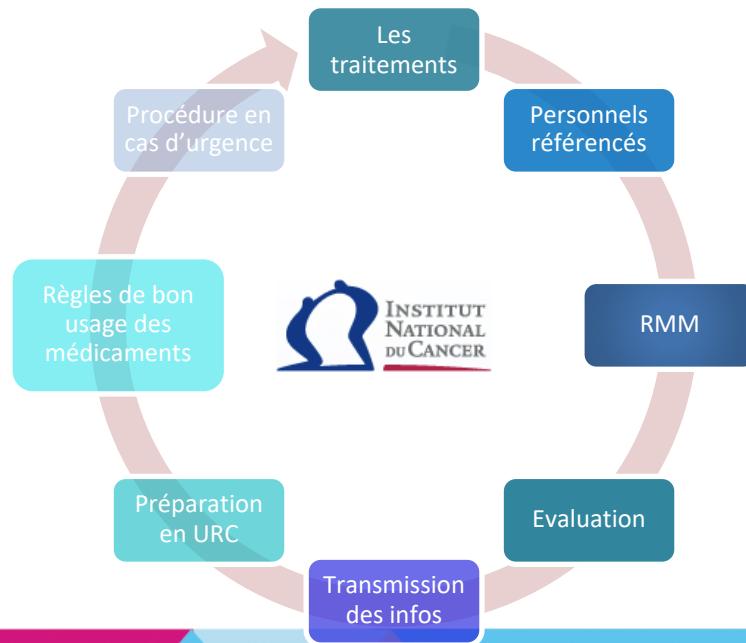 Les
traitements
Personnels
référencés
RMM
Evaluation
Transmission
des infos
Préparation
en URC
Règles de bon
usage des
médicaments
Procédure en
cas d’urgence
INSTITUT
NATIONAL
DU CANCER